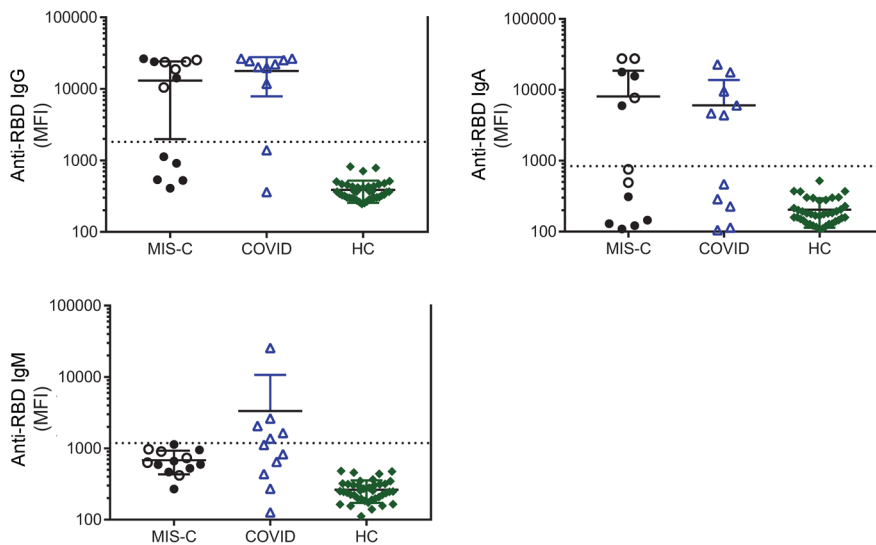 100000
10000
1000
100
Anti-RBD IgG
(MFI)
MIS-C
COVID
HC
100000
10000
1000
100
Anti-RBD IgA
(MFI)
MIS-C
COVID
HC
100000
10000
1000
100
Anti-RBD IgM
(MFI)
MIS-C
COVID
HC